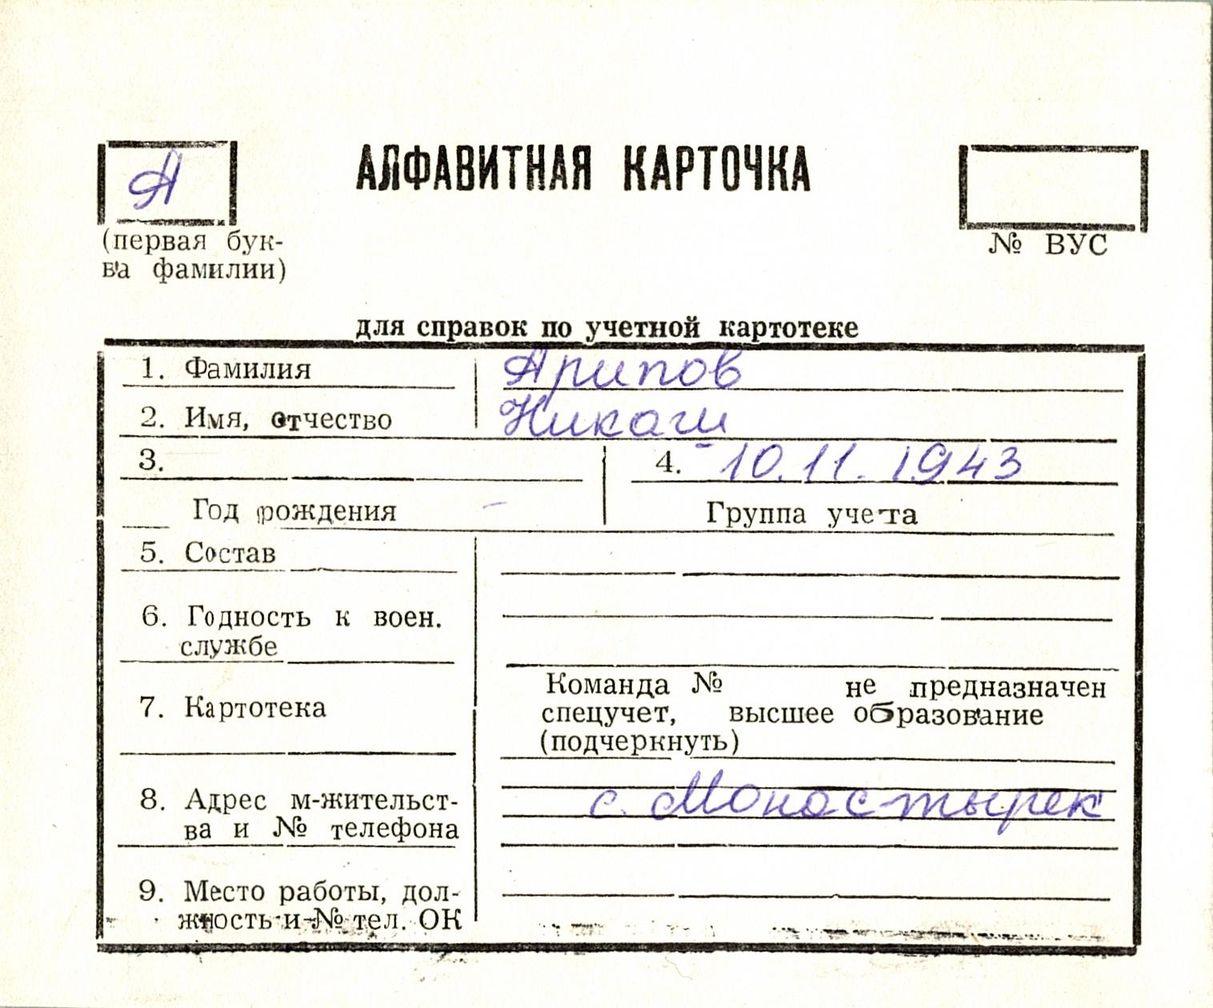 А
АЛФАВИТНАЯ КАРТОЧКА
(первая бук-
ва фамилии)
№ ВУС
для справок по учетной картотеке
1. Фамилия Арипов
2. Имя, отчество Никаш
3. 4. 10.11.1943
Год рождения - Группа учета
5. Состав
6. Годность к воен.
службе
7. Картотека
Команда № не предназначен
спецучет, высшее образование
(подчеркнуть)
8. Адрес м-жительст-
ва и № телефона
с. Монастырек
9. Место работы, дол-
жность и № тел. ОК